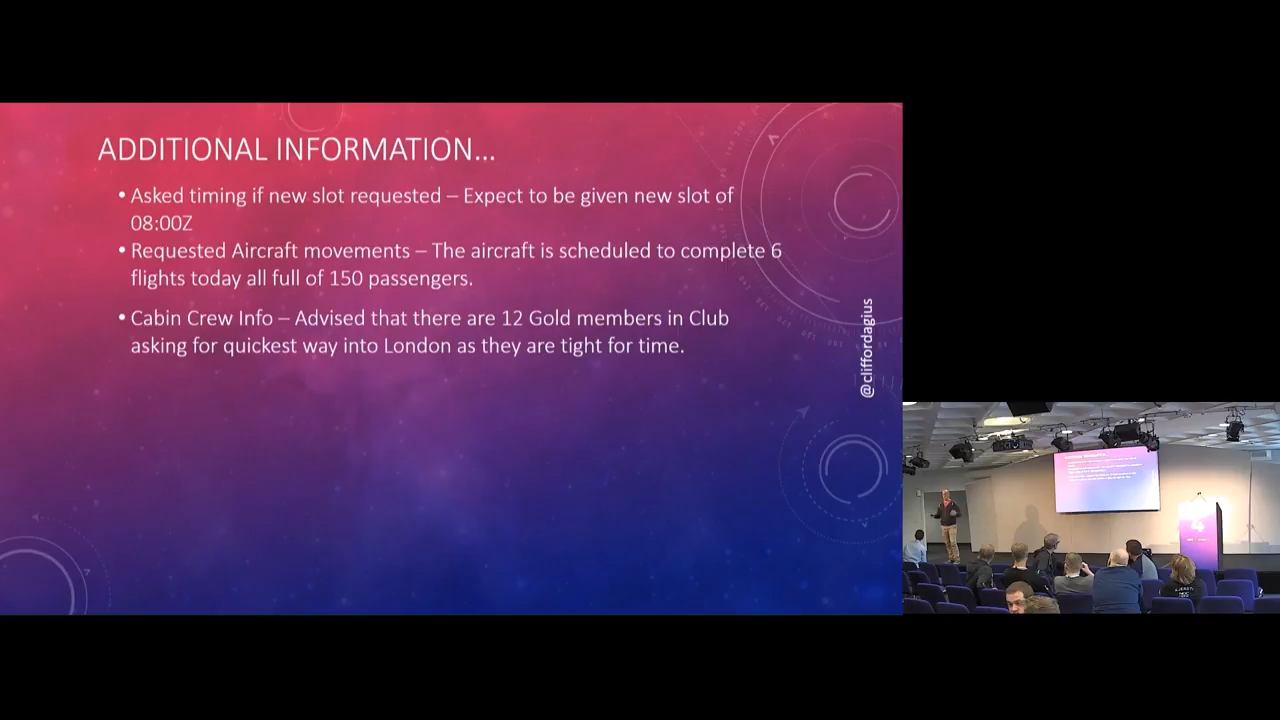 ADDITIONAL INFORMATION...
• Asked timing if new slot requested – Expect to be given new slot of
08:00Z
• Requested Aircraft movements – The aircraft is scheduled to complete 6
flights today all full of 150 passengers.
• Cabin Crew Info – Advised that there are 12 Gold members in Club
asking for quickest way into London as they are tight for time.
@cliffordagius